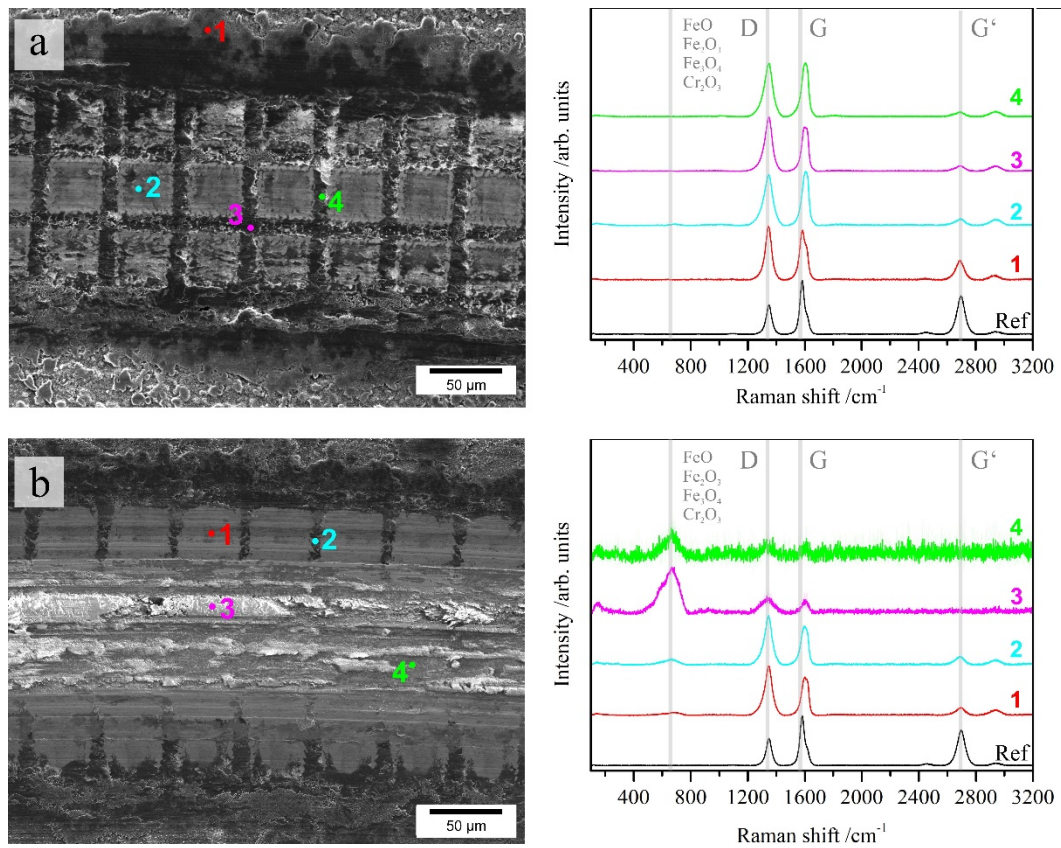 a
1
2
3
4
50 µm
FeO
Fe₂O₃
Fe₃O₄
Cr₂O₃
D
G
G‘
4
3
2
1
Ref
Intensity /arb. units
400
800
1200
1600
2000
2400
2800
3200
Raman shift /cm⁻¹
b
1
2
3
4
50 µm
FeO
Fe₂O₃
Fe₃O₄
Cr₂O₃
D
G
G‘
4
3
2
1
Ref
Intensity /arb. units
400
800
1200
1600
2000
2400
2800
3200
Raman shift /cm⁻¹